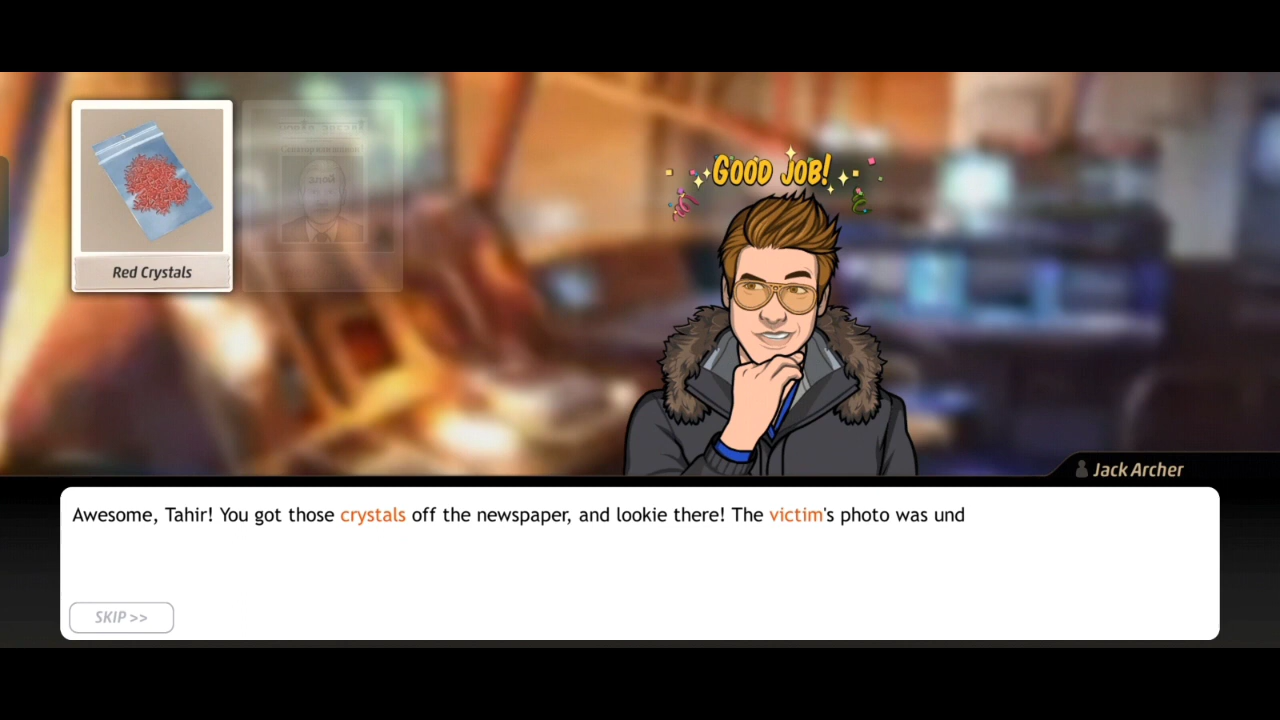 GOOD JOB!
Red Crystals
Jack Archer
Awesome, Tahir! You got those crystals off the newspaper, and lookie there! The victim's photo was und
SKIP >>